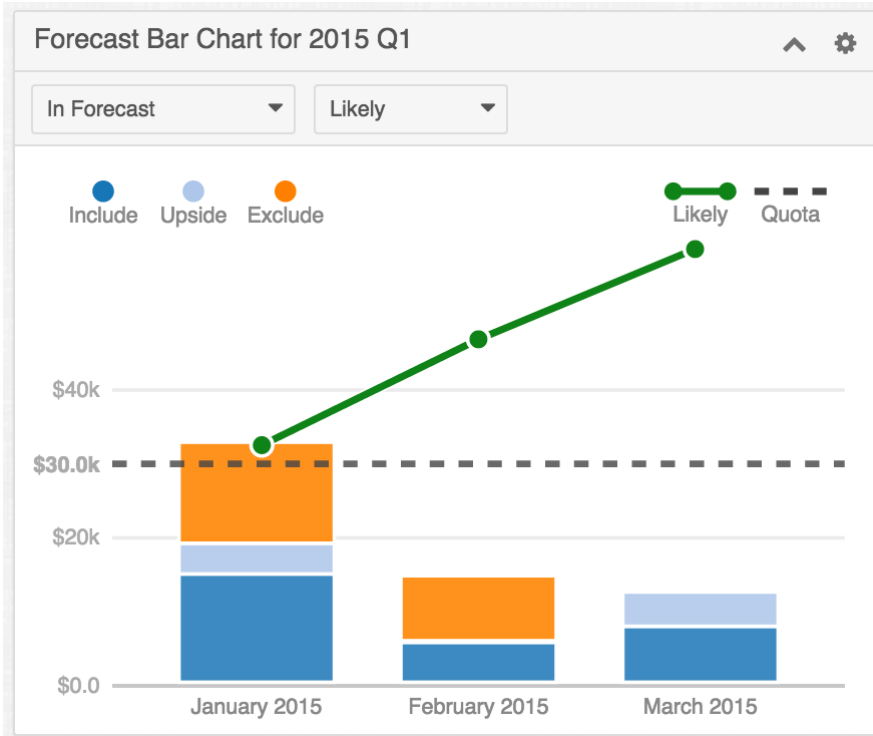 Forecast Bar Chart for 2015 Q1
In Forecast
Likely
Include
Upside
Exclude
Likely
Quota
$40k
$30.0k
$20k
$0.0
January 2015
February 2015
March 2015